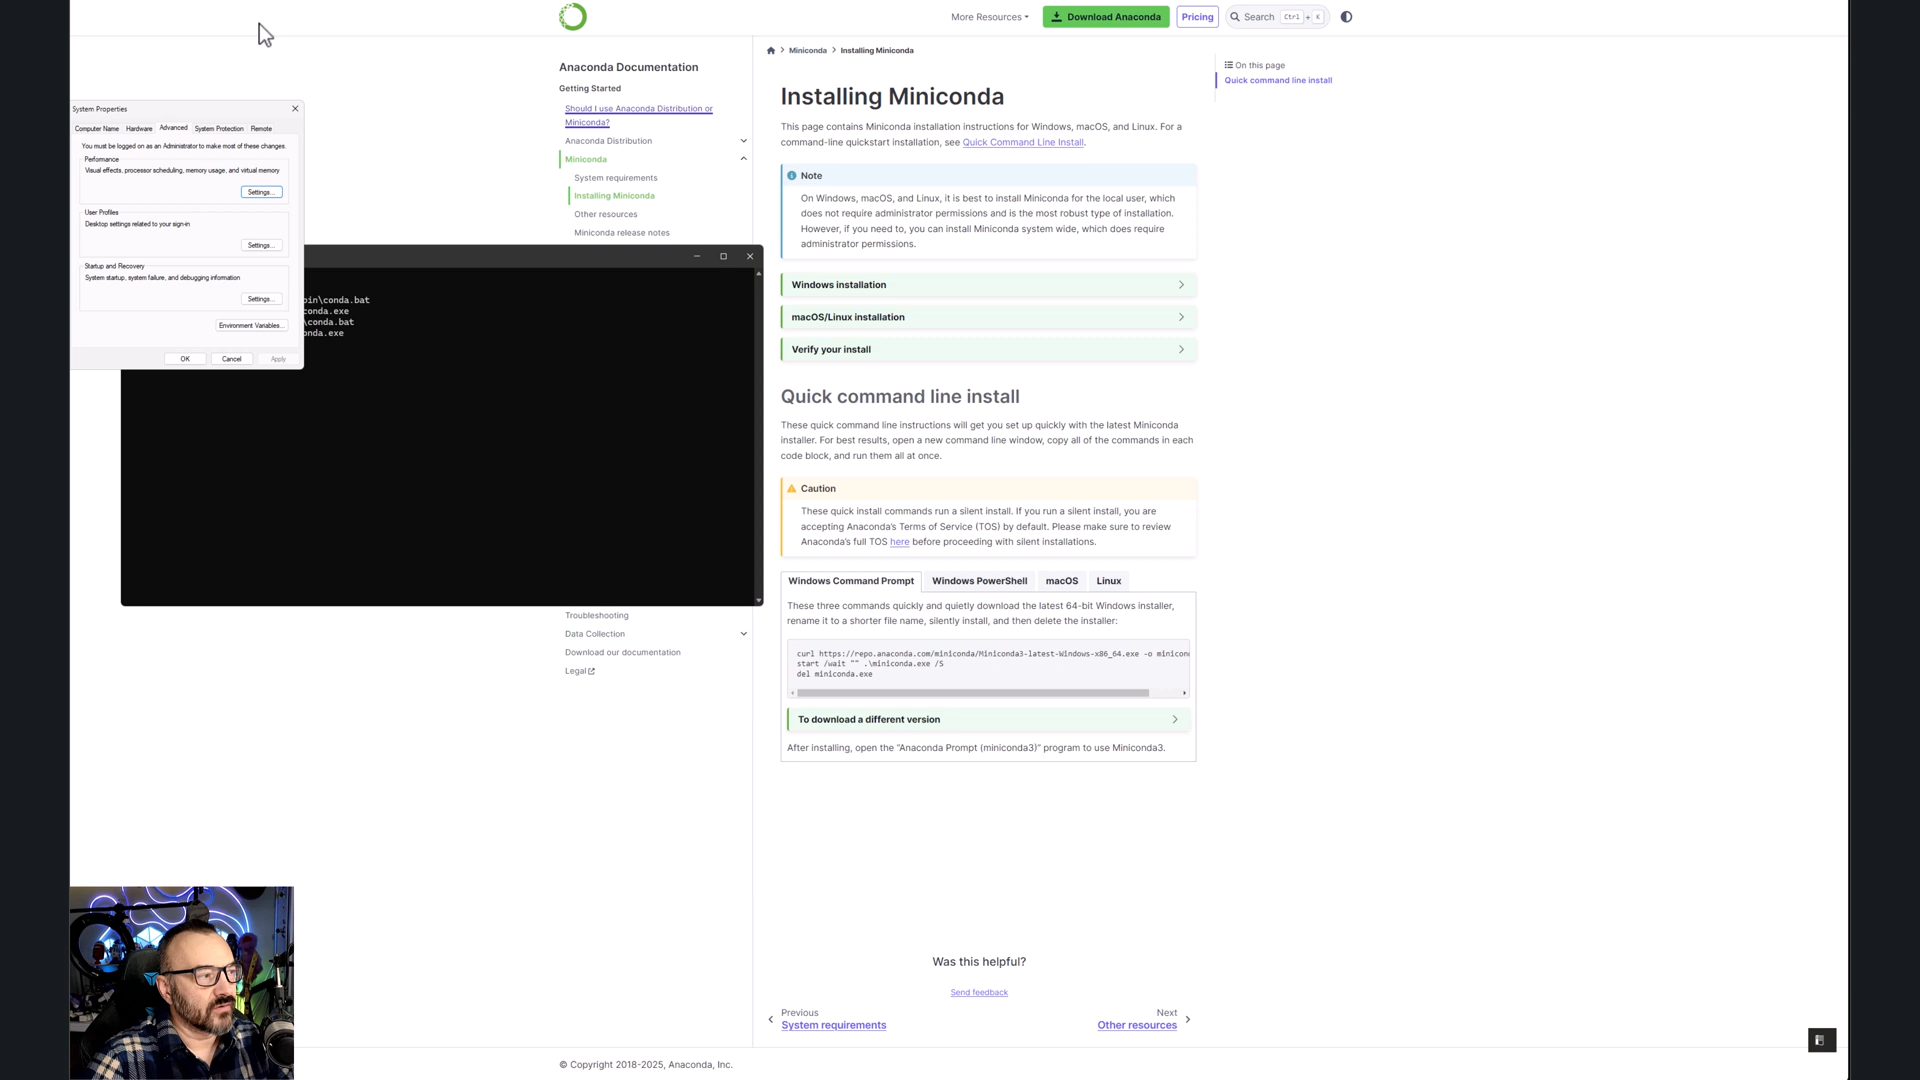 More Resources
Download Anaconda
Pricing
Search Ctrl + K
System Properties
Computer Name Hardware Advanced System Protection Remote
You must be logged on as an Administrator to make most of these changes.
Performance
Visual effects, processor scheduling, memory usage, and virtual memory
Settings...
User Profiles
Desktop settings related to your sign-in
Settings...
Startup and Recovery
System startup, system failure, and debugging information
Settings...
Environment Variables...
OK Cancel Apply
in\conda.bat
conda.exe
\conda.bat
onda.exe
Anaconda Documentation
Getting Started
Should I use Anaconda Distribution or
Miniconda?
Anaconda Distribution
Miniconda
System requirements
Installing Miniconda
Other resources
Miniconda release notes
Troubleshooting
Data Collection
Download our documentation
Legal
Miniconda > Installing Miniconda
Installing Miniconda
This page contains Miniconda installation instructions for Windows, macOS, and Linux. For a
command-line quickstart installation, see Quick Command Line Install.
Note
On Windows, macOS, and Linux, it is best to install Miniconda for the local user, which
does not require administrator permissions and is the most robust type of installation.
However, if you need to, you can install Miniconda system wide, which does require
administrator permissions.
Windows installation
macOS/Linux installation
Verify your install
Quick command line install
These quick command line instructions will get you set up quickly with the latest Miniconda
installer. For best results, open a new command line window, copy all of the commands in each
code block, and run them all at once.
Caution
These quick install commands run a silent install. If you run a silent install, you are
accepting Anaconda's Terms of Service (TOS) by default. Please make sure to review
Anaconda's full TOS here before proceeding with silent installations.
Windows Command Prompt Windows PowerShell macOS Linux
These three commands quickly and quietly download the latest 64-bit Windows installer,
rename it to a shorter file name, silently install, and then delete the installer:
curl https://repo.anaconda.com/miniconda/Miniconda3-latest-Windows-x86_64.exe -o minicon
start /wait "" .\miniconda.exe /S
del miniconda.exe
To download a different version
After installing, open the “Anaconda Prompt (miniconda3)” program to use Miniconda3.
Was this helpful?
Send feedback
Previous
System requirements
Next
Other resources
On this page
Quick command line install
© Copyright 2018-2025, Anaconda, Inc.